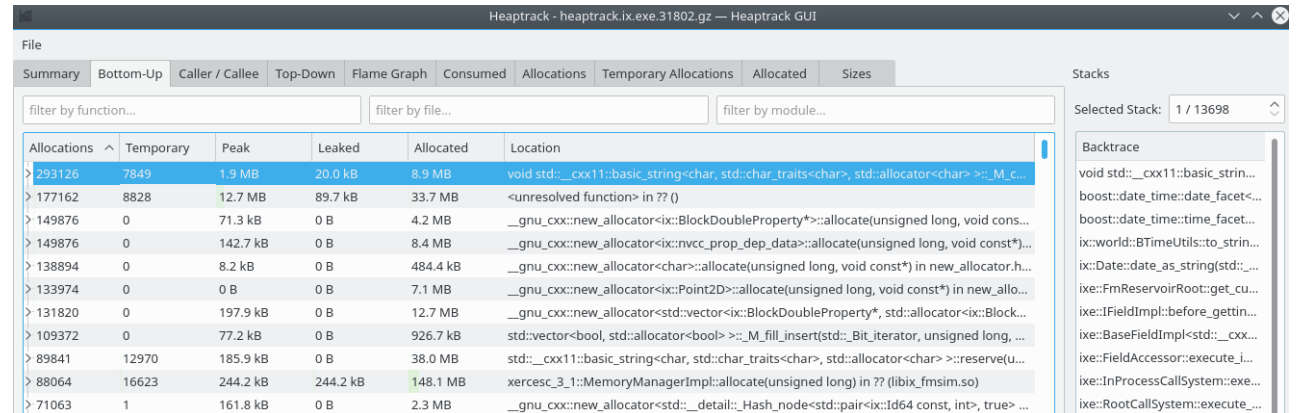 Heaptrack - heaptrack.ix.exe.31802.gz — Heaptrack GUI
File
Summary Bottom-Up Caller / Callee Top-Down Flame Graph Consumed Allocations Temporary Allocations Allocated Sizes Stacks
filter by function... filter by file... filter by module... Selected Stack: 1 / 13698
Allocations Temporary Peak Leaked Allocated Location Backtrace
293126 7849 1.9 MB 20.0 kB 8.9 MB void std::__cxx11::basic_string<char, std::char_traits<char>, std::allocator<char> >::_M_c... void std::__cxx11::basic_strin...
177162 8828 12.7 MB 89.7 kB 33.7 MB <unresolved function> in ?? () boost::date_time::date_facet<...
149876 0 71.3 kB 0 B 4.2 MB __gnu_cxx::new_allocator<ix::BlockDoubleProperty*>::allocate(unsigned long, void cons... boost::date_time::time_facet...
149876 0 142.7 kB 0 B 8.4 MB __gnu_cxx::new_allocator<ix::nvcc_prop_dep_data>::allocate(unsigned long, void const*)... ix::world::BTimeUtils::to_strin...
138894 0 8.2 kB 0 B 484.4 kB __gnu_cxx::new_allocator<char>::allocate(unsigned long, void const*) in new_allocator.h... ix::Date::date_as_string(std::_...
133974 0 0 B 0 B 7.1 MB __gnu_cxx::new_allocator<ix::Point2D>::allocate(unsigned long, void const*) in new_allo... ixe::FmReservoirRoot::get_cu...
131820 0 197.9 kB 0 B 12.7 MB __gnu_cxx::new_allocator<std::vector<ix::BlockDoubleProperty*, std::allocator<ix::Block... ixe::IFieldImpl::before_gettin...
109372 0 77.2 kB 0 B 926.7 kB std::vector<bool, std::allocator<bool> >::_M_fill_insert(std::_Bit_iterator, unsigned long, ... ixe::BaseFieldImpl<std::__cxx...
89841 12970 185.9 kB 0 B 38.0 MB std::__cxx11::basic_string<char, std::char_traits<char>, std::allocator<char> >::reserve(u... ixe::FieldAccessor::execute_i...
88064 16623 244.2 kB 244.2 kB 148.1 MB xercesc_3_1::MemoryManagerImpl::allocate(unsigned long) in ?? (libix_fmsim.so) ixe::InProcessCallSystem::exe...
71063 1 161.8 kB 0 B 2.3 MB __gnu_cxx::new_allocator<std::__detail::_Hash_node<std::pair<ix::Id64 const, int>, true> ... ixe::RootCallSystem::execute_...